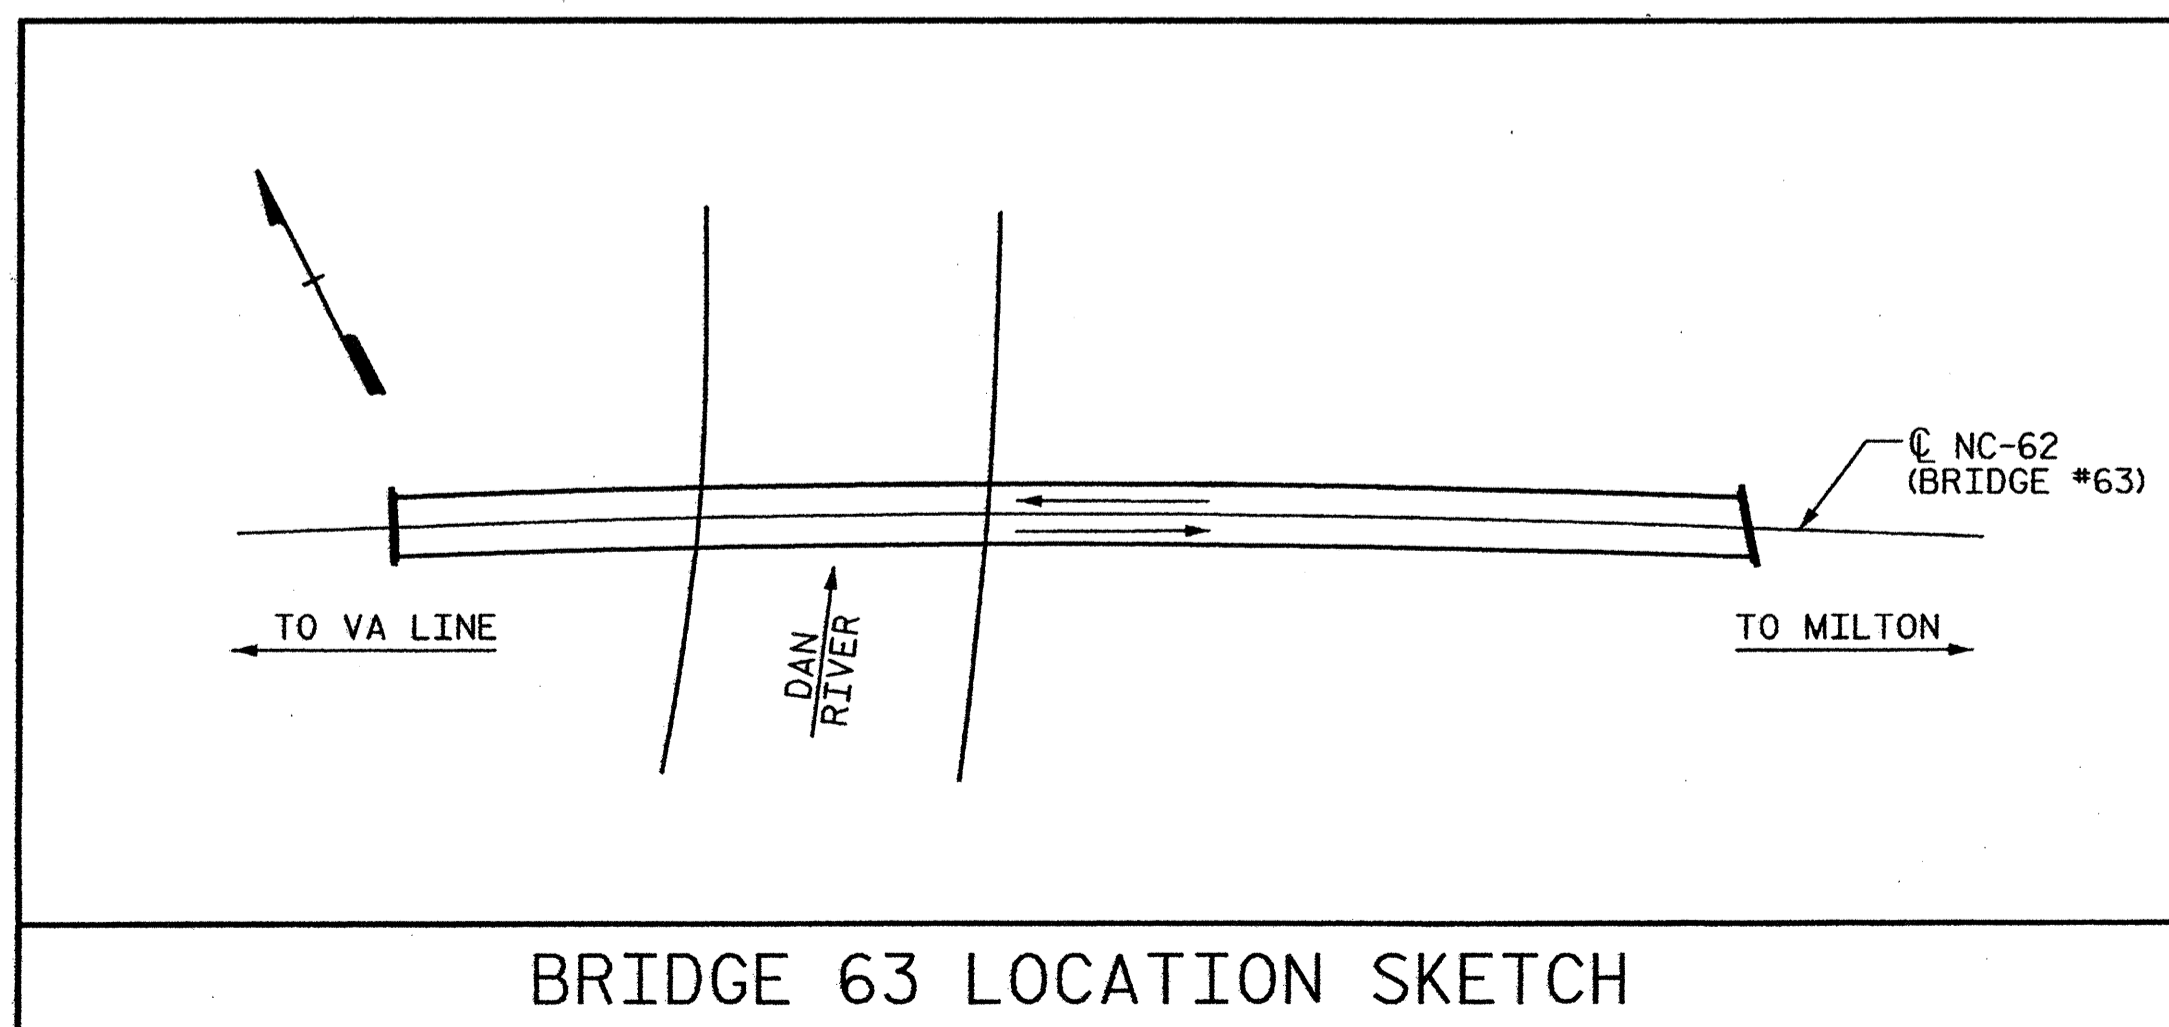 ℄ NC-62
(BRIDGE #63)
TO VA LINE
TO MILTON
DAN
RIVER
BRIDGE 63 LOCATION SKETCH